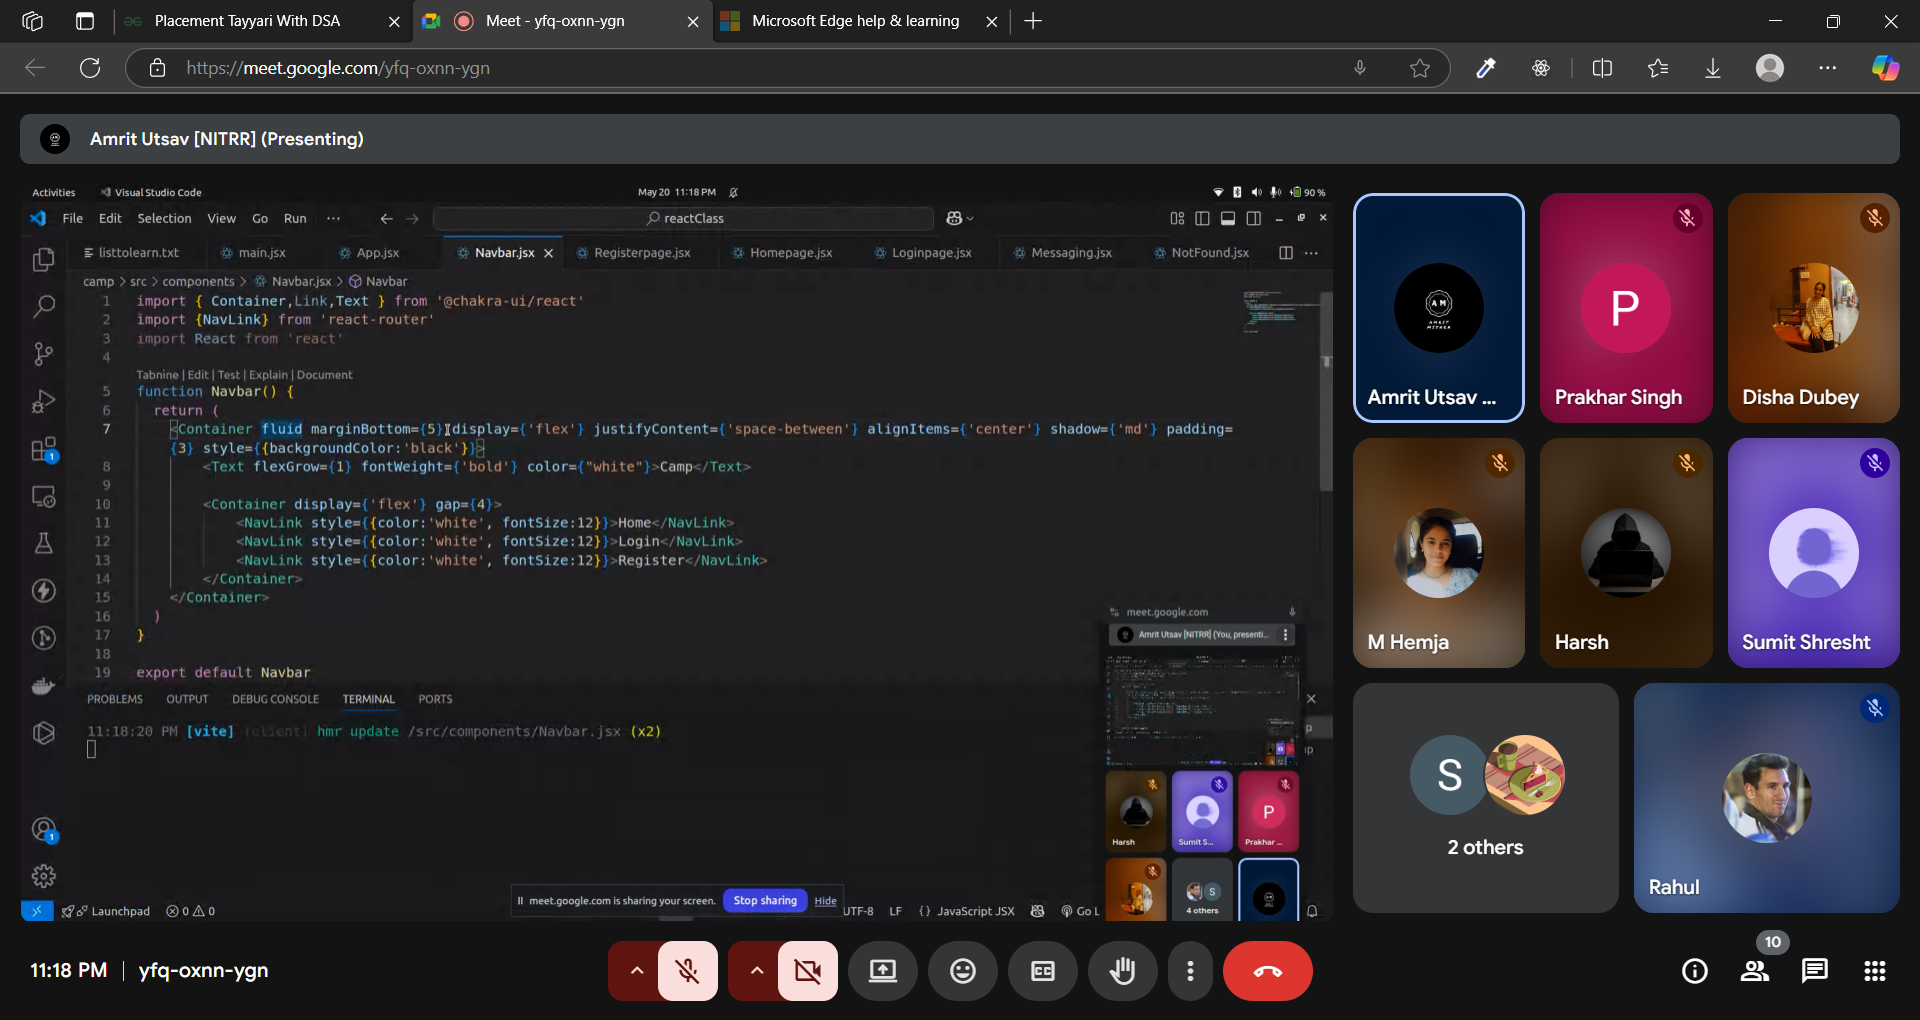 Placement Tayyari With DSA
Meet - yfq-oxnn-ygn
Microsoft Edge help & learning
https://meet.google.com/yfq-oxnn-ygn
Amrit Utsav [NITRR] (Presenting)
Activities
Visual Studio Code
May 20 11:18 PM
90 %
File Edit Selection View Go Run ···
reactClass
listtolearn.txt
main.jsx
App.jsx
Navbar.jsx
Registerpage.jsx
Homepage.jsx
Loginpage.jsx
Messaging.jsx
NotFound.jsx
camp > src > components > Navbar.jsx > Navbar
1 import { Container,Link,Text } from '@chakra-ui/react'
2 import {NavLink} from 'react-router'
3 import React from 'react'
4
Tabnine | Edit | Test | Explain | Document
5 function Navbar() {
6 return (
7 <Container fluid marginBottom={5} display={'flex'} justifyContent={'space-between'} alignItems={'center'} shadow={'md'} padding=
{3} style={{backgroundColor:'black'}}>
8 <Text flexGrow={1} fontWeight={'bold'} color={"white"}>Camp</Text>
9
10 <Container display={'flex'} gap={4}>
11 <NavLink style={{color:'white', fontSize:12}}>Home</NavLink>
12 <NavLink style={{color:'white', fontSize:12}}>Login</NavLink>
13 <NavLink style={{color:'white', fontSize:12}}>Register</NavLink>
14 </Container>
15 </Container>
16 )
17 }
18
19 export default Navbar
PROBLEMS OUTPUT DEBUG CONSOLE TERMINAL PORTS
11:18:20 PM [vite] (client) hmr update /src/components/Navbar.jsx (x2)
meet.google.com
Amrit Utsav [NITRR] (You, presenti...
Harsh
Sumit S...
Prakhar ...
P
S
4 others
1
1
Launchpad
0 0
meet.google.com is sharing your screen.
Stop sharing
Hide
UTF-8 LF {} JavaScript JSX
Go L
Amrit Utsav ...
AM
P
Prakhar Singh
Disha Dubey
M Hemja
Harsh
Sumit Shresht
S
2 others
Rahul
11:18 PM | yfq-oxnn-ygn
CC
10